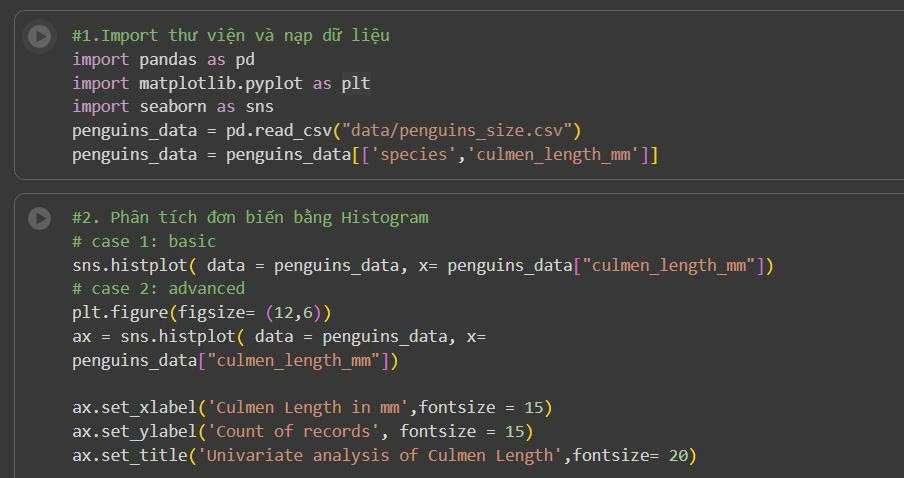 #1.Import thư viện và nạp dữ liệu
import pandas as pd
import matplotlib.pyplot as plt
import seaborn as sns
penguins_data = pd.read_csv("data/penguins_size.csv")
penguins_data = penguins_data[['species','culmen_length_mm']]
#2. Phân tích đơn biến bằng Histogram
# case 1: basic
sns.histplot( data = penguins_data, x= penguins_data["culmen_length_mm"])
# case 2: advanced
plt.figure(figsize= (12,6))
ax = sns.histplot( data = penguins_data, x=
penguins_data["culmen_length_mm"])
ax.set_xlabel('Culmen Length in mm',fontsize = 15)
ax.set_ylabel('Count of records', fontsize = 15)
ax.set_title('Univariate analysis of Culmen Length',fontsize= 20)